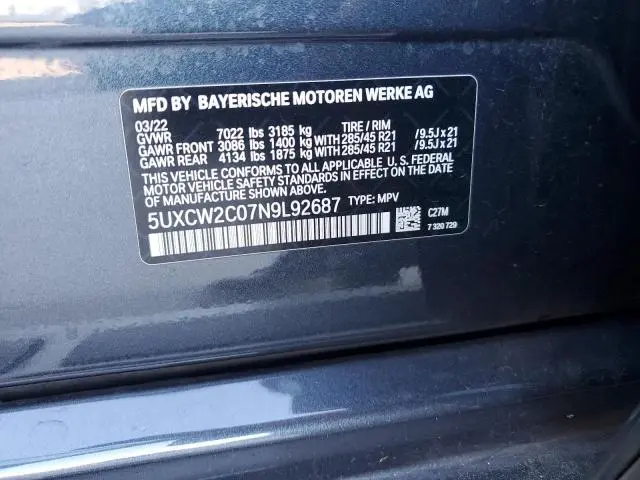 MFD BY BAYERISCHE MOTOREN WERKE AG
03/22
GVWR 7022 lbs 3185 kg TIRE / RIM
GAWR FRONT 3086 lbs 1400 kg WITH 285/45 R21 /9.5J x 21
GAWR REAR 4134 lbs 1875 kg WITH 285/45 R21 /9.5J x 21
THIS VEHICLE CONFORMS TO ALL APPLICABLE U. S. FEDERAL
MOTOR VEHICLE SAFETY STANDARDS IN EFFECT ON THE DATE
OF MANUFACTURE SHOWN ABOVE.
5UXCW2C07N9L92687 TYPE: MPV
C27M
7 320 729